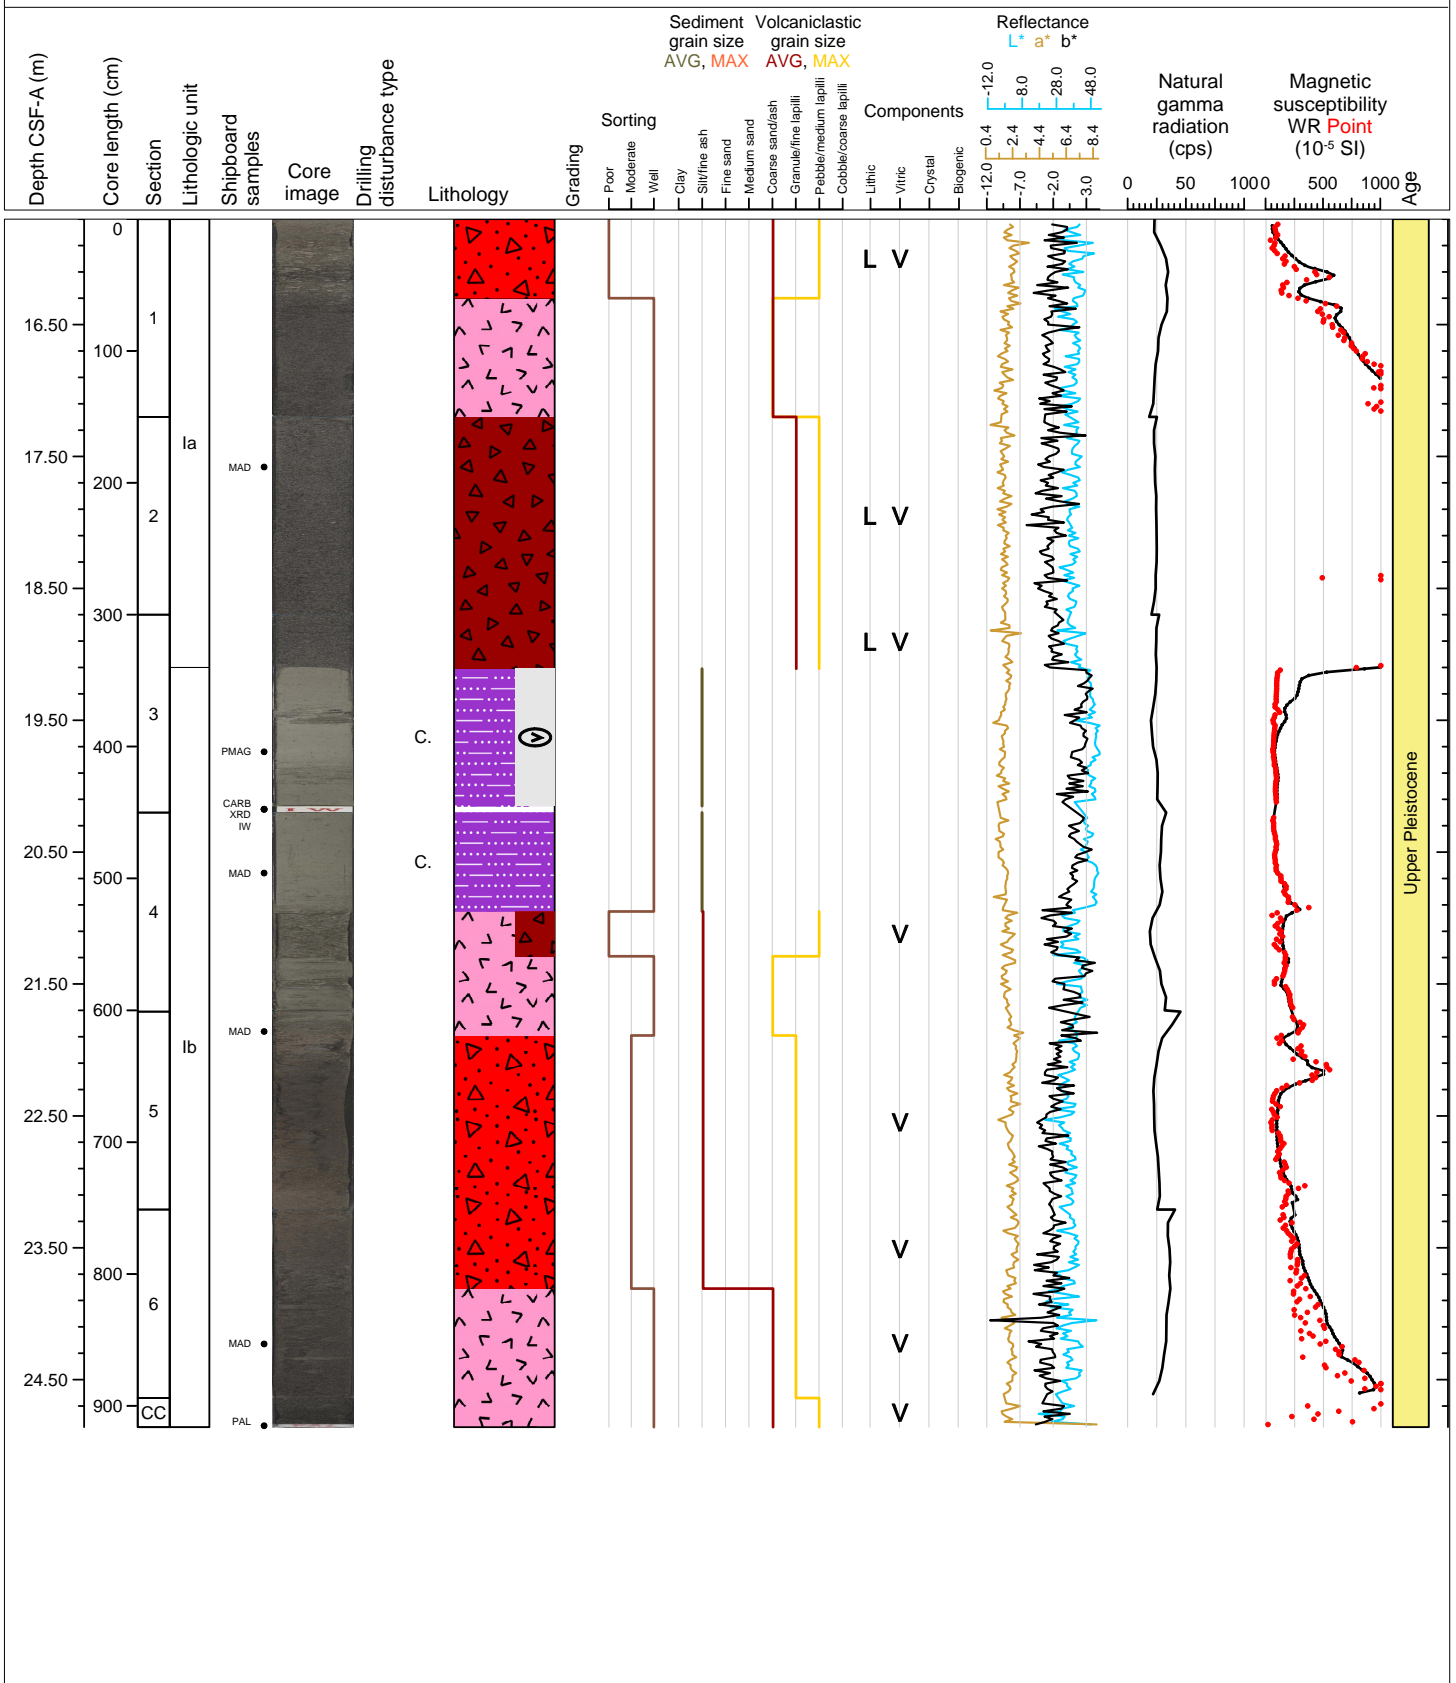 Depth CSF-A (m)
Core length (cm)
Section
Lithologic unit
Shipboard samples
Core image
Drilling disturbance type
Lithology
Grading
Sorting
Poor
Moderate
Well
Sediment grain size
AVG, MAX
Volcaniclastic grain size
AVG, MAX
Clay
Silt/fine ash
Fine sand
Medium sand
Coarse sand/ash
Granule/fine lapilli
Pebble/medium lapilli
Cobble/coarse lapilli
Components
Lithic
Vitric
Crystal
Biogenic
Reflectance
L* a* b*
-12.0 8.0 28.0 48.0
0.4 2.4 4.4 6.4 8.4
-12.0 -7.0 -2.0 3.0
Natural gamma radiation (cps)
0 50 100
Magnetic susceptibility
WR Point
(10-5 SI)
0 500 1000
Age
0
L V
16.50
1
100
Ia
17.50
MAD
200
2
L V
18.50
300
L V
19.50
3
C.
V
400
PMAG
CARB
XRD
IW
IW
20.50
C.
500
MAD
4
V
21.50
600
MAD
Ib
22.50
5
V
700
23.50
V
800
6
MAD
V
24.50
900
CC
V
PAL
Upper Pleistocene